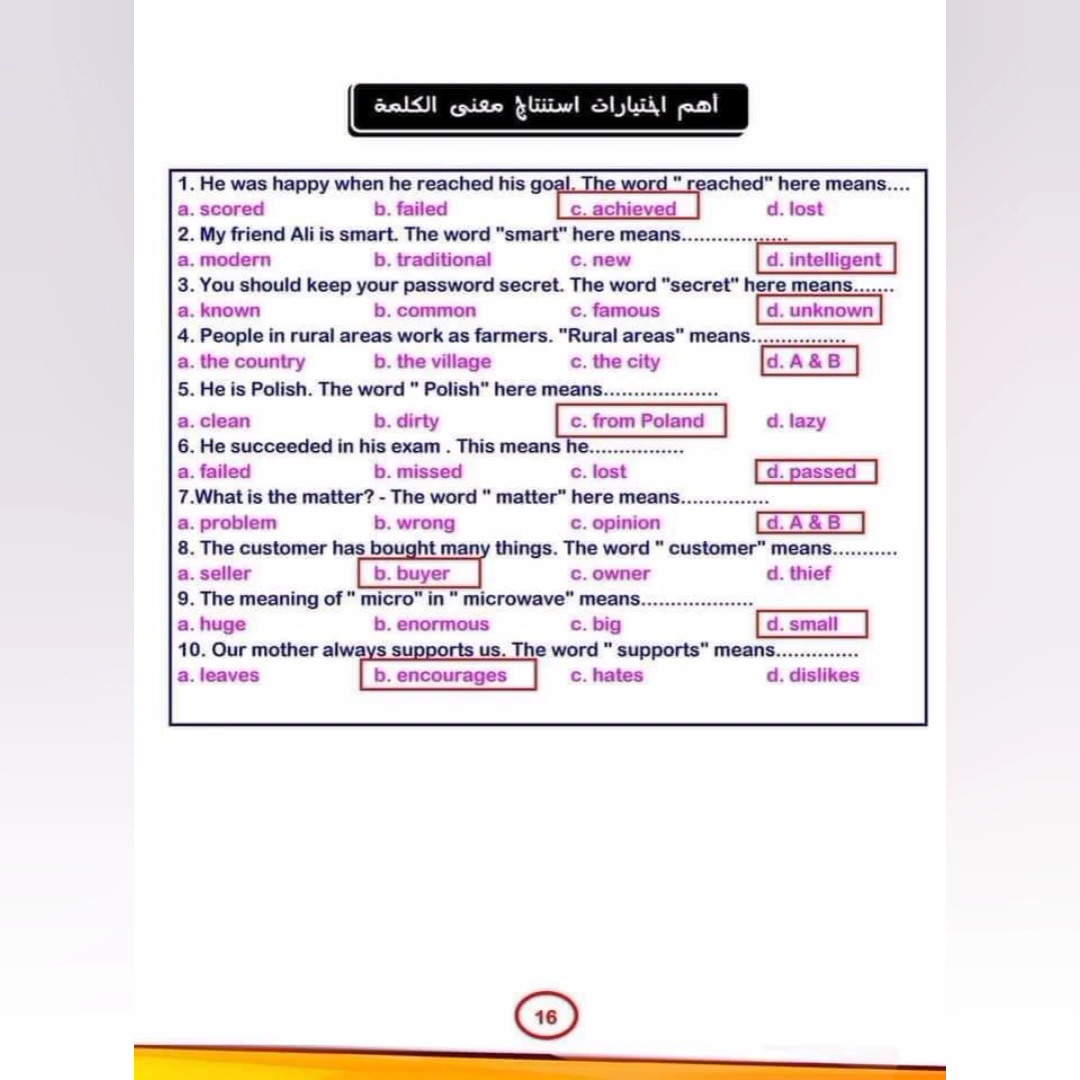 أهم اختيارات استنتاج معنى الكلمة
1. He was happy when he reached his goal. The word " reached" here means....
a. scored b. failed c. achieved d. lost
2. My friend Ali is smart. The word "smart" here means..................
a. modern b. traditional c. new d. intelligent
3. You should keep your password secret. The word "secret" here means.......
a. known b. common c. famous d. unknown
4. People in rural areas work as farmers. "Rural areas" means................
a. the country b. the village c. the city d. A & B
5. He is Polish. The word " Polish" here means...................
a. clean b. dirty c. from Poland d. lazy
6. He succeeded in his exam . This means he................
a. failed b. missed c. lost d. passed
7.What is the matter? - The word " matter" here means...............
a. problem b. wrong c. opinion d. A & B
8. The customer has bought many things. The word " customer" means...........
a. seller b. buyer c. owner d. thief
9. The meaning of " micro" in " microwave" means...................
a. huge b. enormous c. big d. small
10. Our mother always supports us. The word " supports" means..............
a. leaves b. encourages c. hates d. dislikes
16